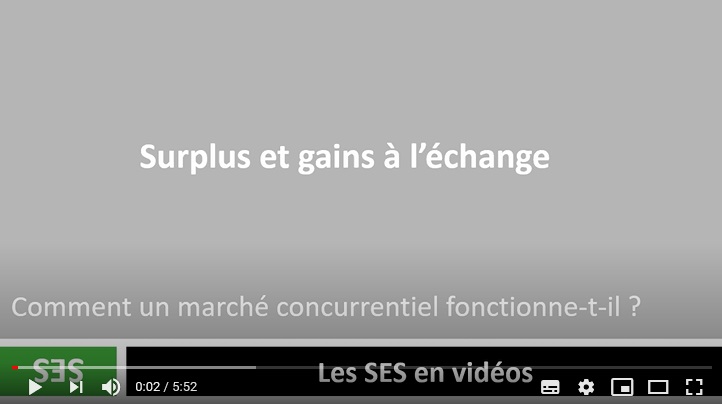 Surplus et gains à l'échange
Comment un marché concurrentiel fonctionne-t-il ?
SES
Les SES en vidéos
0:02 / 5:52